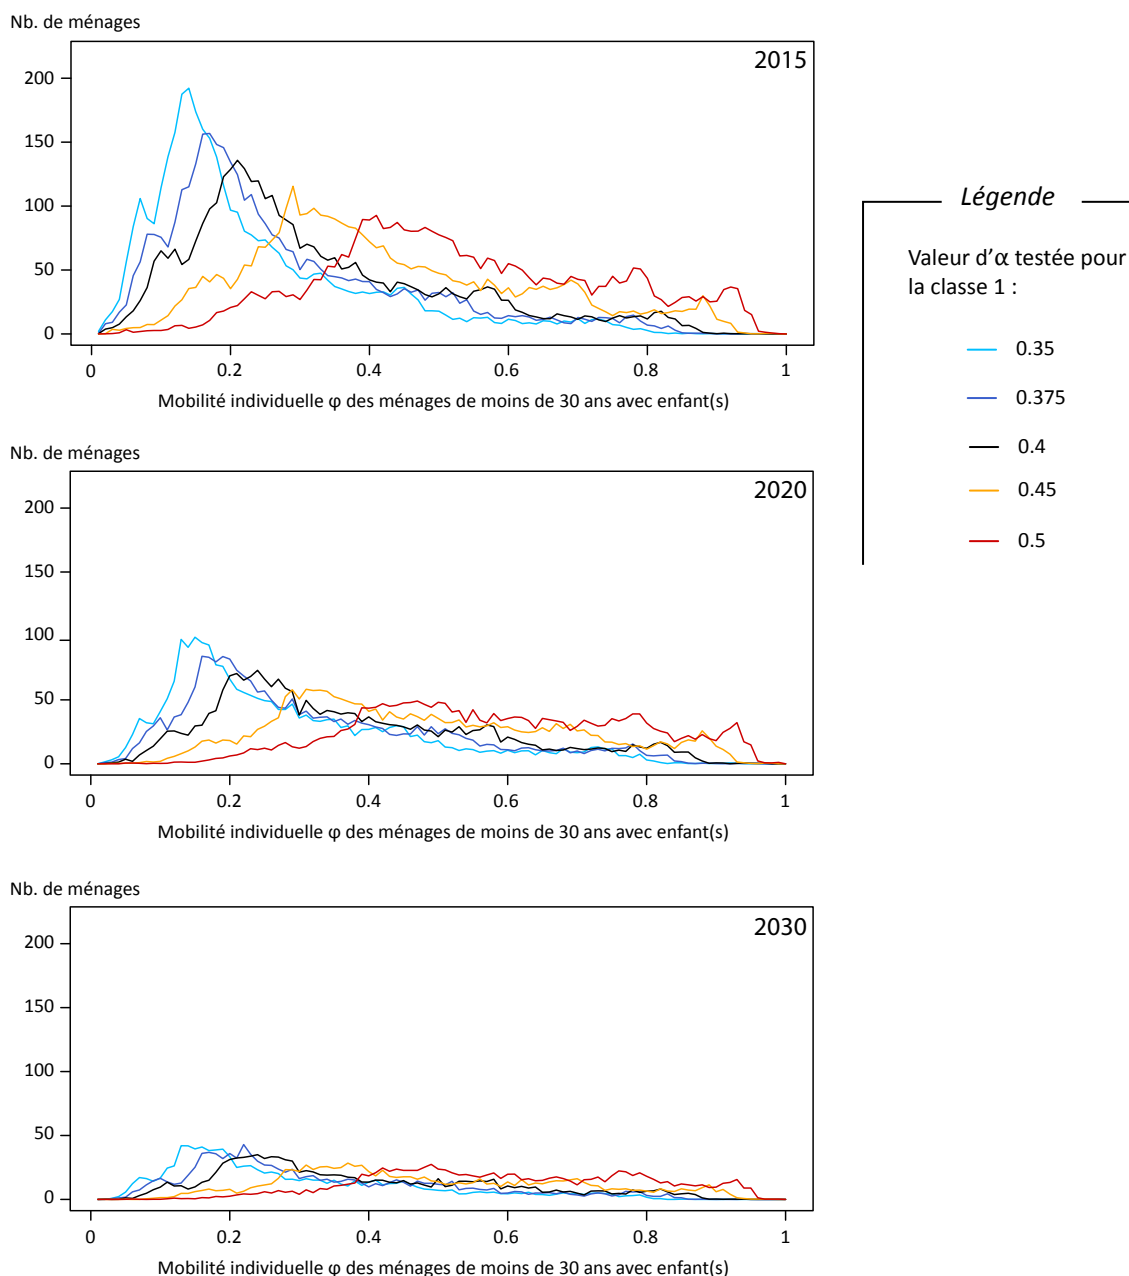 Nb. de ménages
2015
200
150
100
50
0
0 0.2 0.4 0.6 0.8 1
Mobilité individuelle φ des ménages de moins de 30 ans avec enfant(s)
Légende
Valeur d'α testée pour
la classe 1 :
0.35
0.375
0.4
0.45
0.5
Nb. de ménages
2020
200
150
100
50
0
0 0.2 0.4 0.6 0.8 1
Mobilité individuelle φ des ménages de moins de 30 ans avec enfant(s)
Nb. de ménages
2030
200
150
100
50
0
0 0.2 0.4 0.6 0.8 1
Mobilité individuelle φ des ménages de moins de 30 ans avec enfant(s)